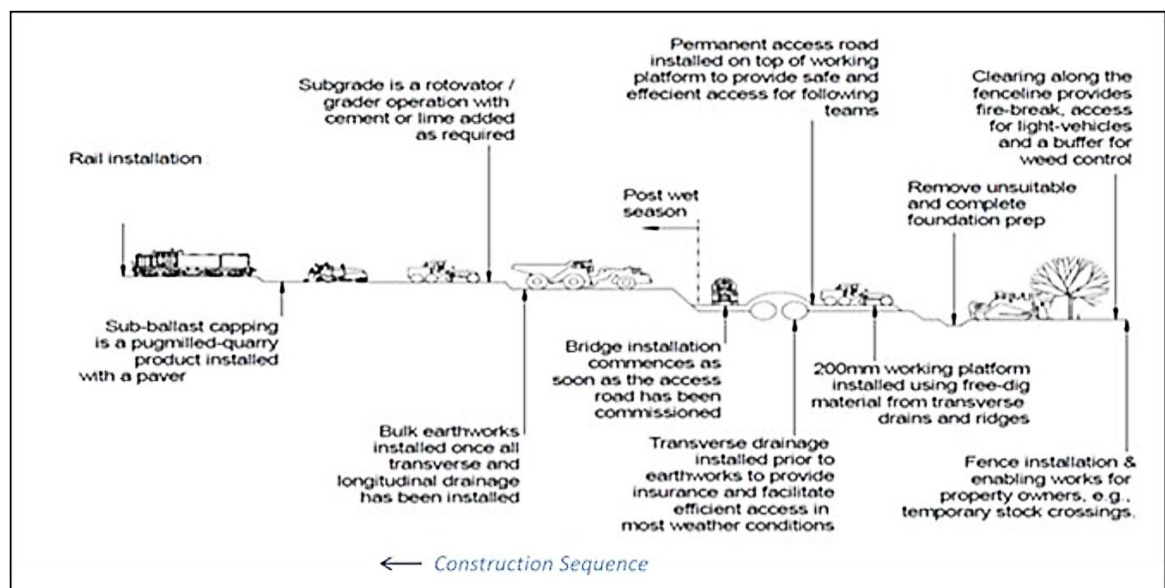 Rail installation
Subgrade is a rotovator /
grader operation with
cement or lime added
as required
Permanent access road
installed on top of working
platform to provide safe and
effecient access for following
teams
Clearing along the
fenceline provides
fire-break, access
for light-vehicles
and a buffer for
weed control
Post wet
season
Remove unsuitable
and complete
foundation prep
Sub-ballast capping
is a pugmilled-quarry
product installed
with a paver
Bulk earthworks
installed once all
transverse and
longitudinal drainage
has been installed
Bridge installation
commences as
soon as the access
road has been
commissioned
Transverse drainage
installed prior to
earthworks to provide
insurance and facilitate
efficient access in
most weather conditions
200mm working platform
installed using free-dig
material from transverse
drains and ridges
Fence installation &
enabling works for
property owners, e.g.,
temporary stock crossings.
Construction Sequence